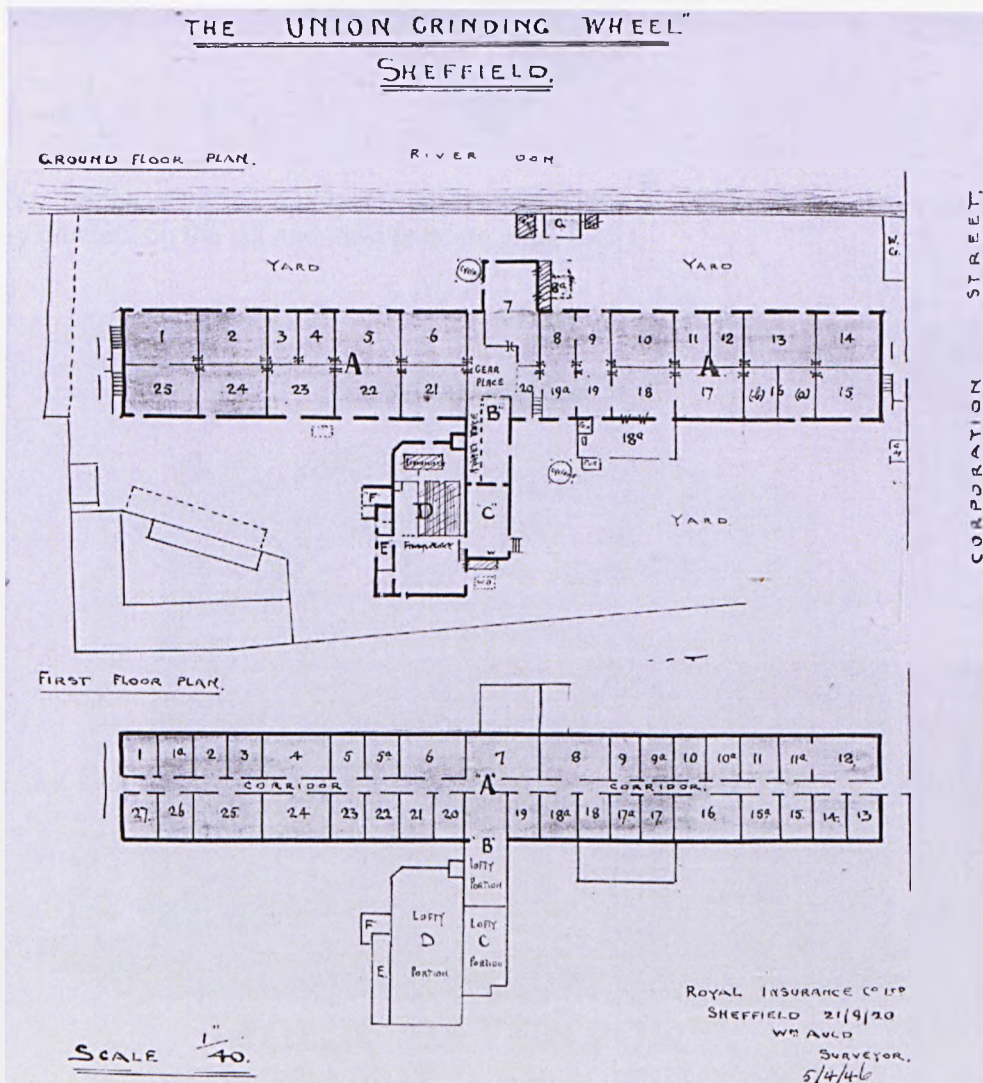 THE "UNION GRINDING WHEEL"
SHEFFIELD.
GROUND FLOOR PLAN.
RIVER DON
YARD
YARD
W.
CORPORATION STREET.
G
7
8ª
1 2 3 4 5 6 8 9 10 11 12 13 14
A A
GEAR PLACE
25 24 23 22 21 20 19ª 19 18 17 (b) 16 (a) 15
"B"
18ª
F
D
"C"
E
YARD
FIRST FLOOR PLAN.
1 1ª 2 3 4 5 5ª 6 7 8 9 9ª 10 10ª 11 11ª 12
CORRIDOR "A" CORRIDOR.
27. 26 25 24 23 22 21 20 19 18ª 18 17ª 17. 16 15ª 15. 14. 13
"B"
LOFTY
PORTION
F
LOFTY
D
PORTION
LOFTY
C
PORTION
E.
ROYAL INSURANCE Cº LTD
SHEFFIELD 21/9/20
Wᴹ AULD
SURVEYOR.
5/4/46
SCALE 1"/40.